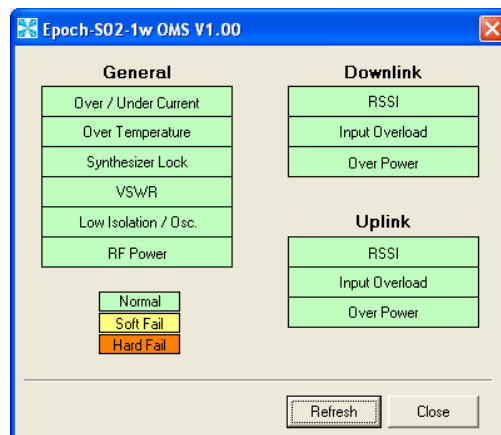 Epoch-S02-1w OMS V1.00
General
Over / Under Current
Over Temperature
Synthesizer Lock
VSWR
Low Isolation / Osc.
RF Power
Normal
Soft Fail
Hard Fail
Downlink
RSSI
Input Overload
Over Power
Uplink
RSSI
Input Overload
Over Power
Refresh
Close